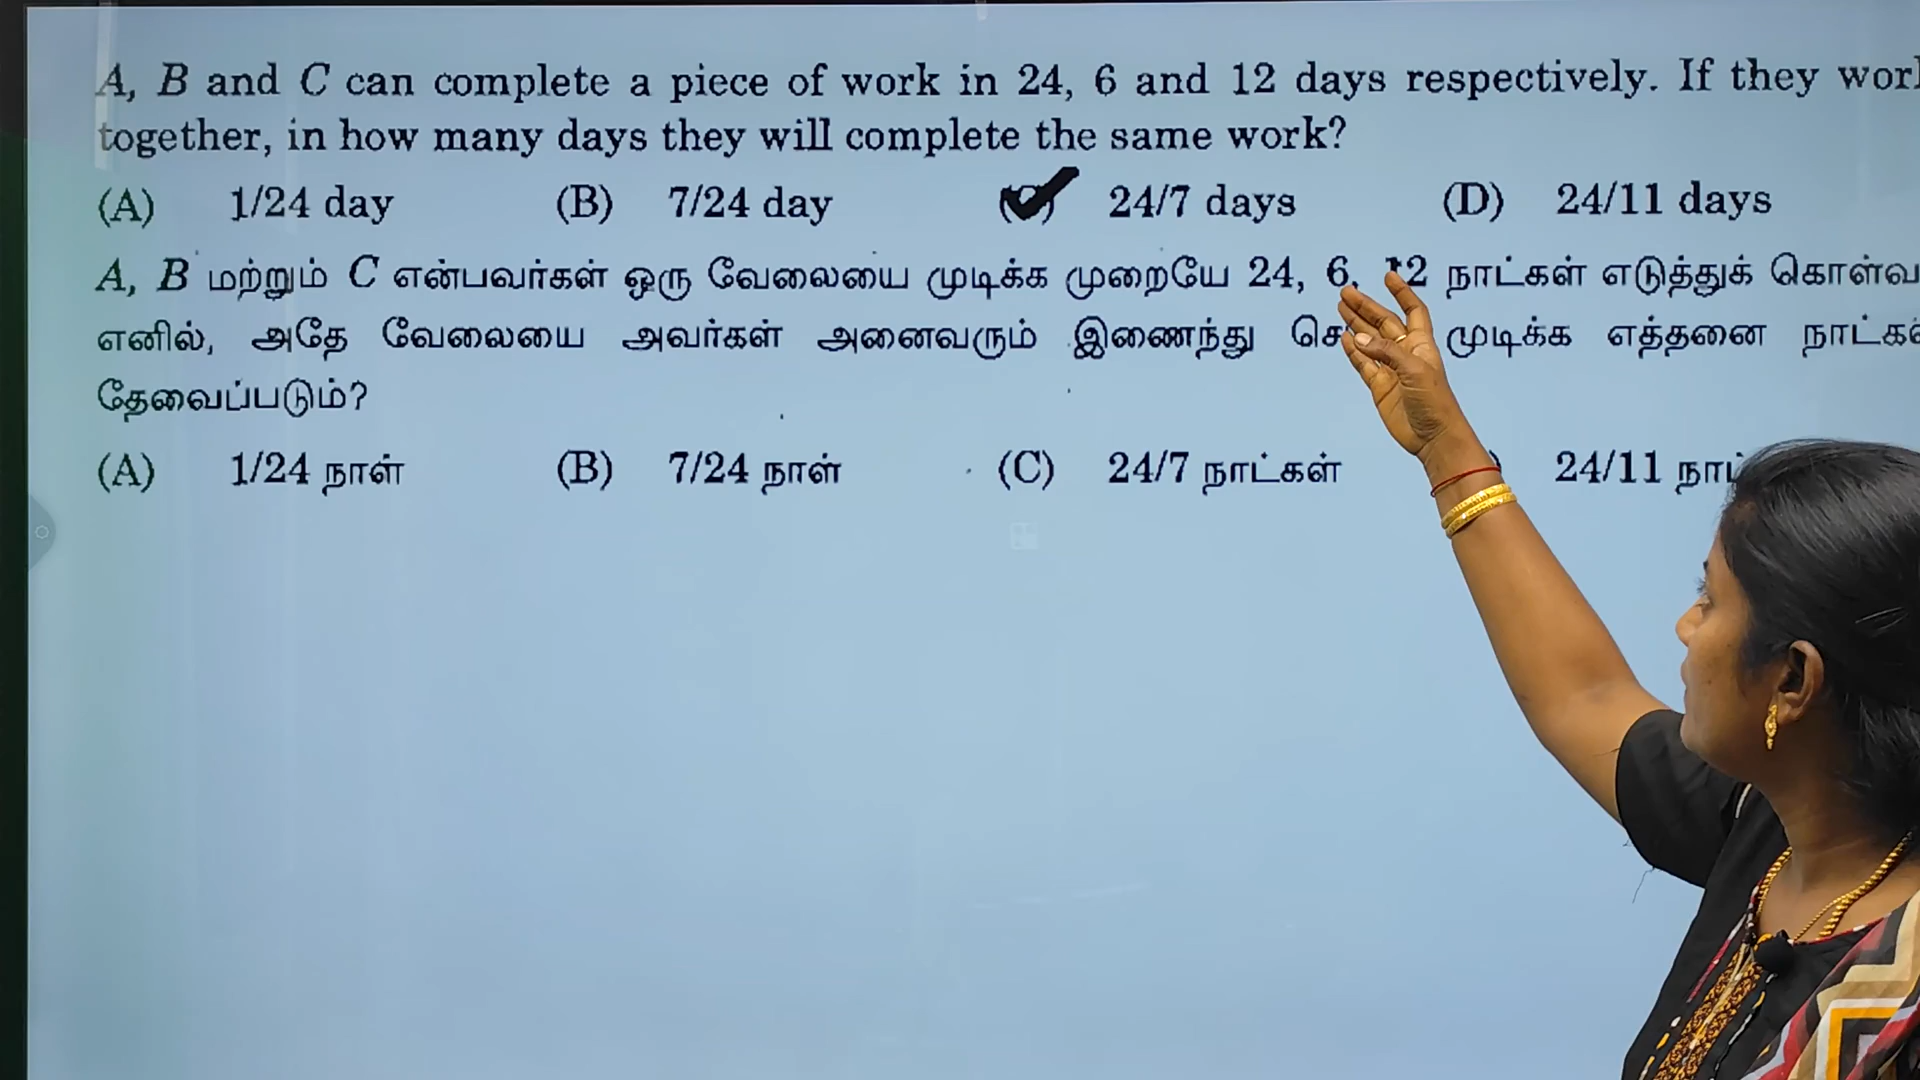 A, B and C can complete a piece of work in 24, 6 and 12 days respectively. If they
together, in how many days they will complete the same work?
(A) 1/24 day (B) 7/24 day 24/7 days (D) 24/11 days
A, B மற்றும் C என்பவர்கள் ஒரு வேலையை முடிக்க முறையே 24, 6, 12 நாட்கள் எடுத்துக்
எனில், அதே வேலையை அவர்கள் அனைவரும் இணைந்து முடிக்க எத்தனை
தேவைப்படும்?
(A) 1/24 நாள் (B) 7/24 நாள் (C) 24/7 நாட்கள் 24/11